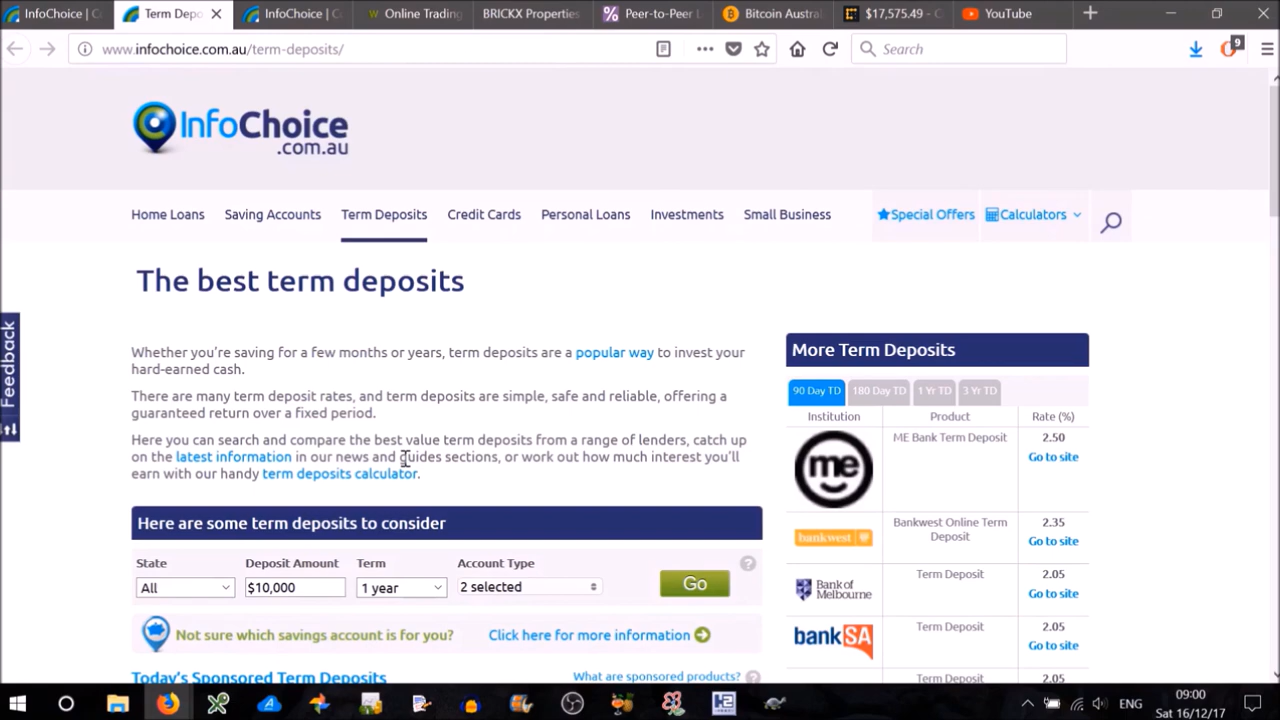 InfoChoice | C
Term Depo
InfoChoice | C
Online Trading
BRICKX Properties
Peer-to-Peer L
Bitcoin Austral
$17,575.49 - G
YouTube
www.infochoice.com.au/term-deposits/
Search
9
InfoChoice
.com.au
Home Loans Saving Accounts Term Deposits Credit Cards Personal Loans Investments Small Business Special Offers Calculators
The best term deposits
Feedback
Whether you're saving for a few months or years, term deposits are a popular way to invest your
hard-earned cash.
There are many term deposit rates, and term deposits are simple, safe and reliable, offering a
guaranteed return over a fixed period.
Here you can search and compare the best value term deposits from a range of lenders, catch up
on the latest information in our news and guides sections, or work out how much interest you'll
earn with our handy term deposits calculator.
Here are some term deposits to consider
State Deposit Amount Term Account Type ?
All $10,000 1 year 2 selected Go
Not sure which savings account is for you? Click here for more information
Today's Sponsored Term Deposits What are sponsored products? ?
More Term Deposits
90 Day TD 180 Day TD 1 Yr TD 3 Yr TD
Institution Product Rate (%)
me ME Bank Term Deposit 2.50
Go to site
bankwest Bankwest Online Term Deposit 2.35
Go to site
Bank of Melbourne Term Deposit 2.05
Go to site
bankSA Term Deposit 2.05
Go to site
Term Deposit 2.05
ENG
09:00
Sat 16/12/17